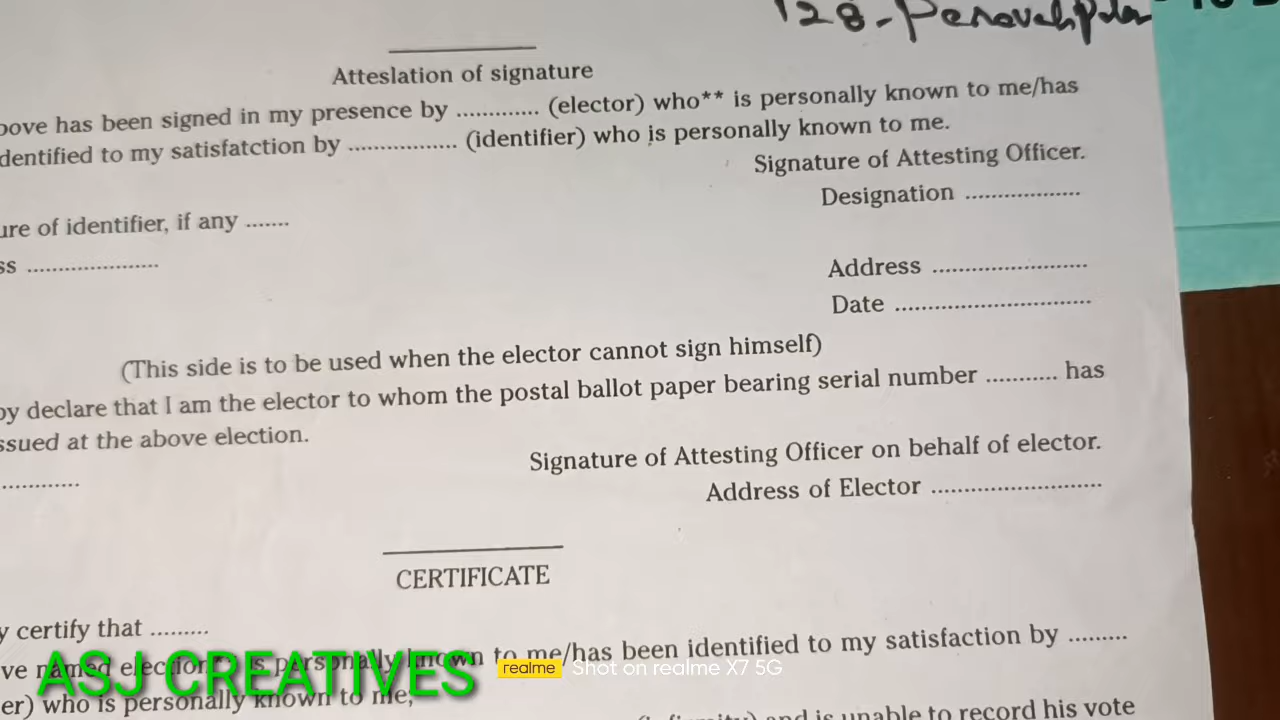 128-
Atteslation of signature
bove has been signed in my presence by ............. (elector) who** is personally known to me/has
dentified to my satisfatction by ................. (identifier) who is personally known to me.
Signature of Attesting Officer.
Designation ..................
ure of identifier, if any .......
ss .....................
Address ........................
Date ..............................
(This side is to be used when the elector cannot sign himself)
by declare that I am the elector to whom the postal ballot paper bearing serial number ........... has
ssued at the above election.
Signature of Attesting Officer on behalf of elector.
............
Address of Elector ..........................
CERTIFICATE
y certify that .........
ve named election is personally known to me/has been identified to my satisfaction by .........
er) who is personally known to me,
and is unable to record his vote
ASJ CREATIVES
realme Shot on realme X7 5G